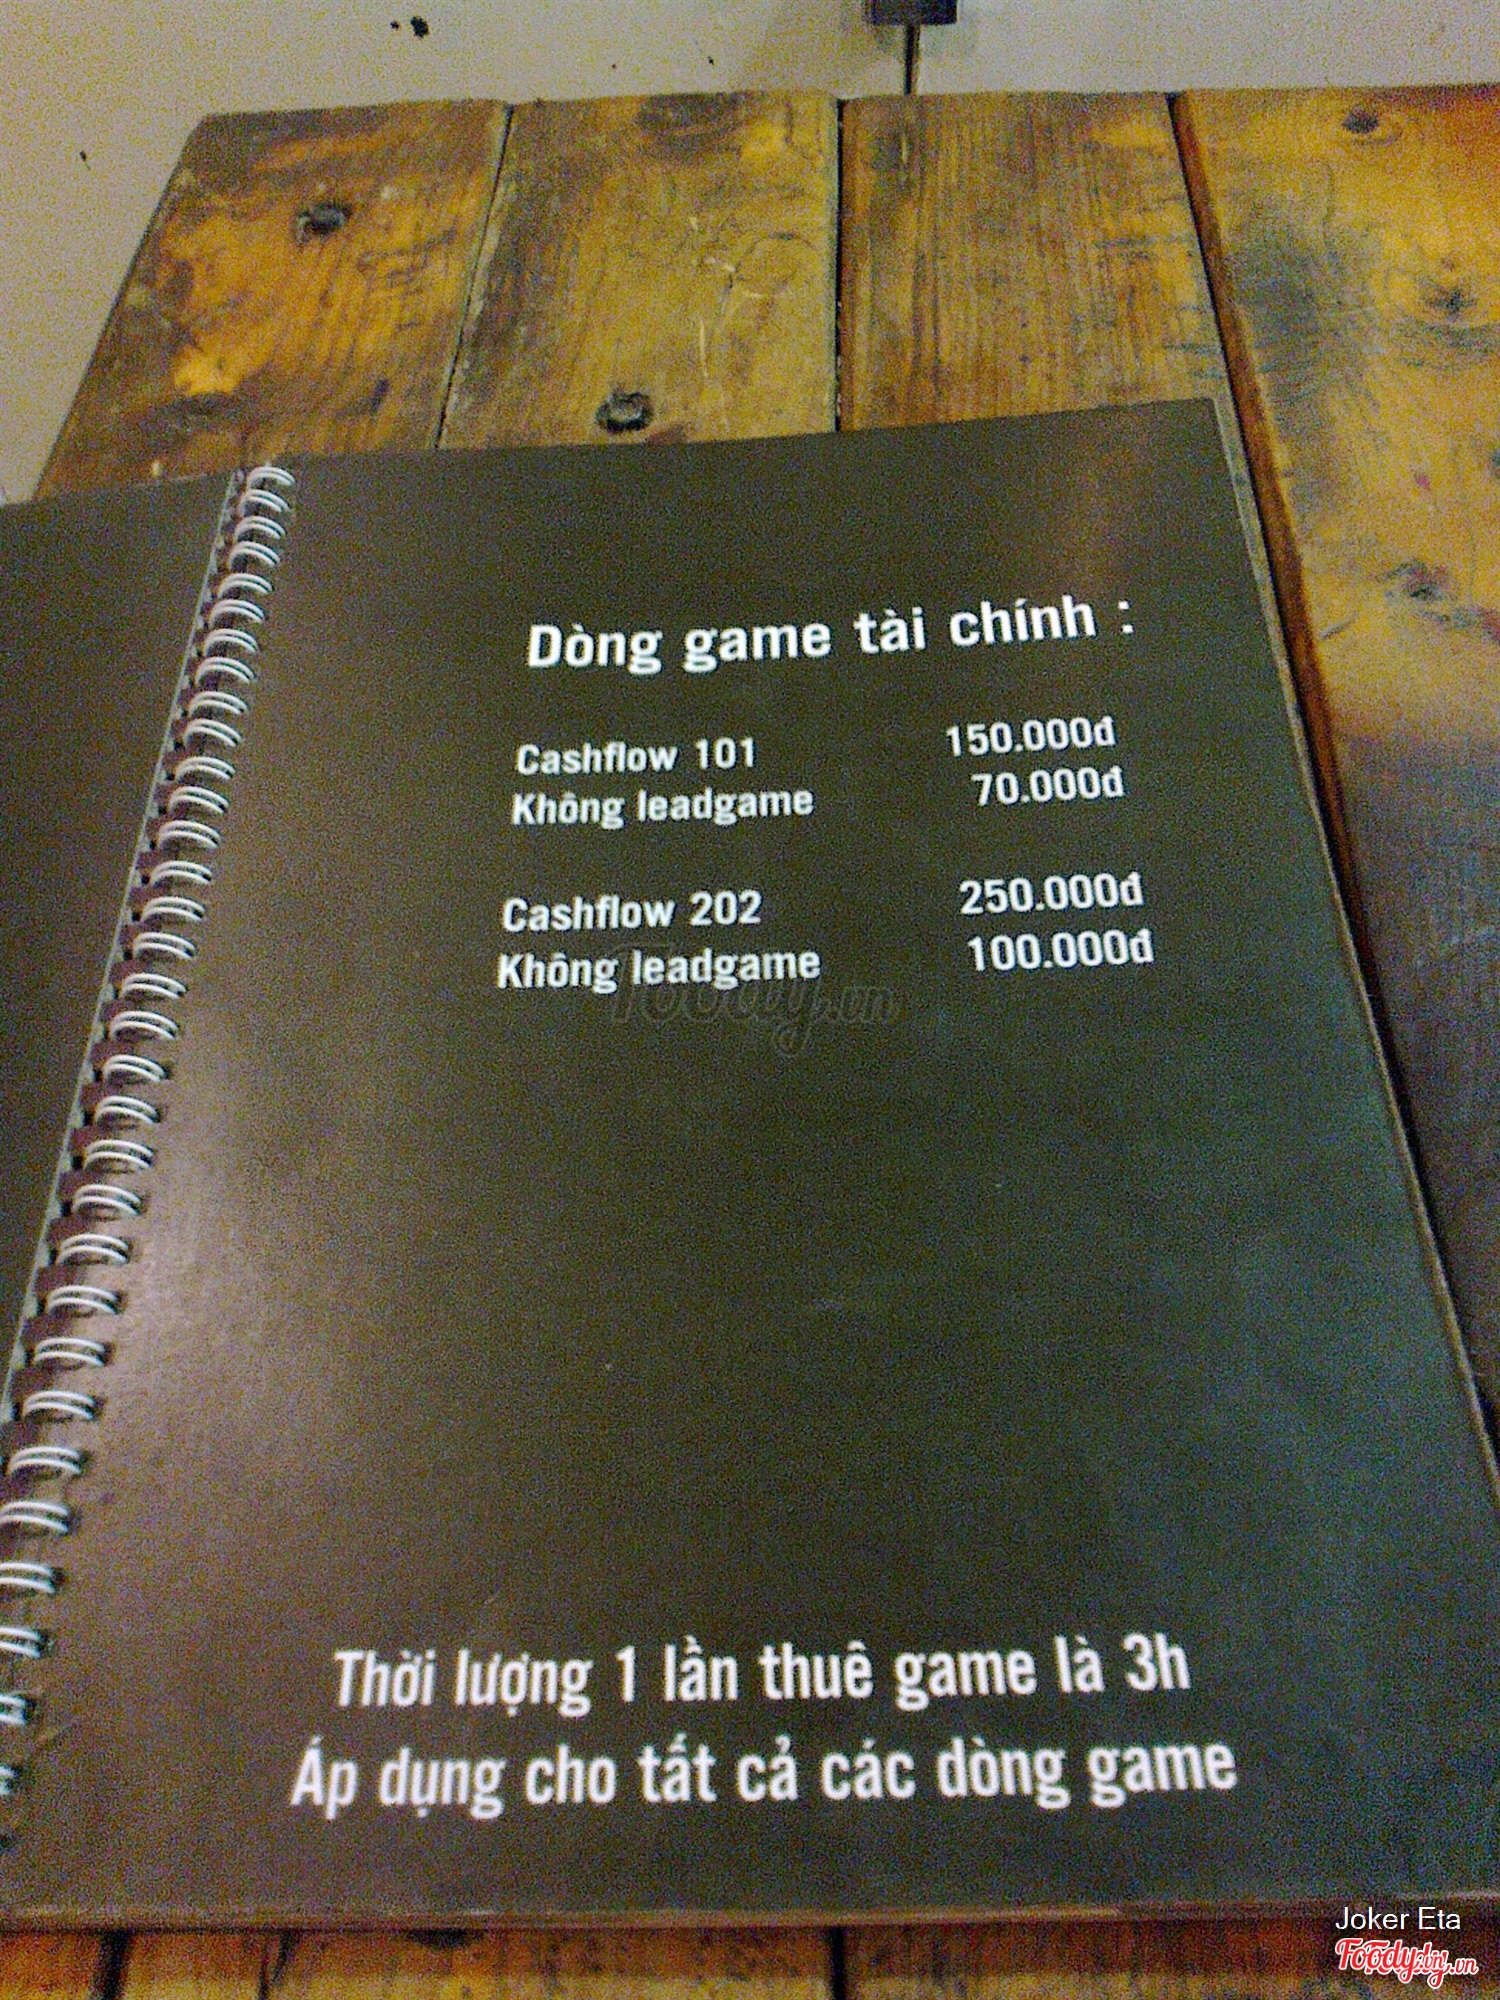 Dòng game tài chính :
Cashflow 101 150.000đ
Không leadgame 70.000đ
Cashflow 202 250.000đ
Không leadgame 100.000đ
Foody.vn
Thời lượng 1 lần thuê game là 3h
Áp dụng cho tất cả các dòng game
Joker Eta
Foody.vn